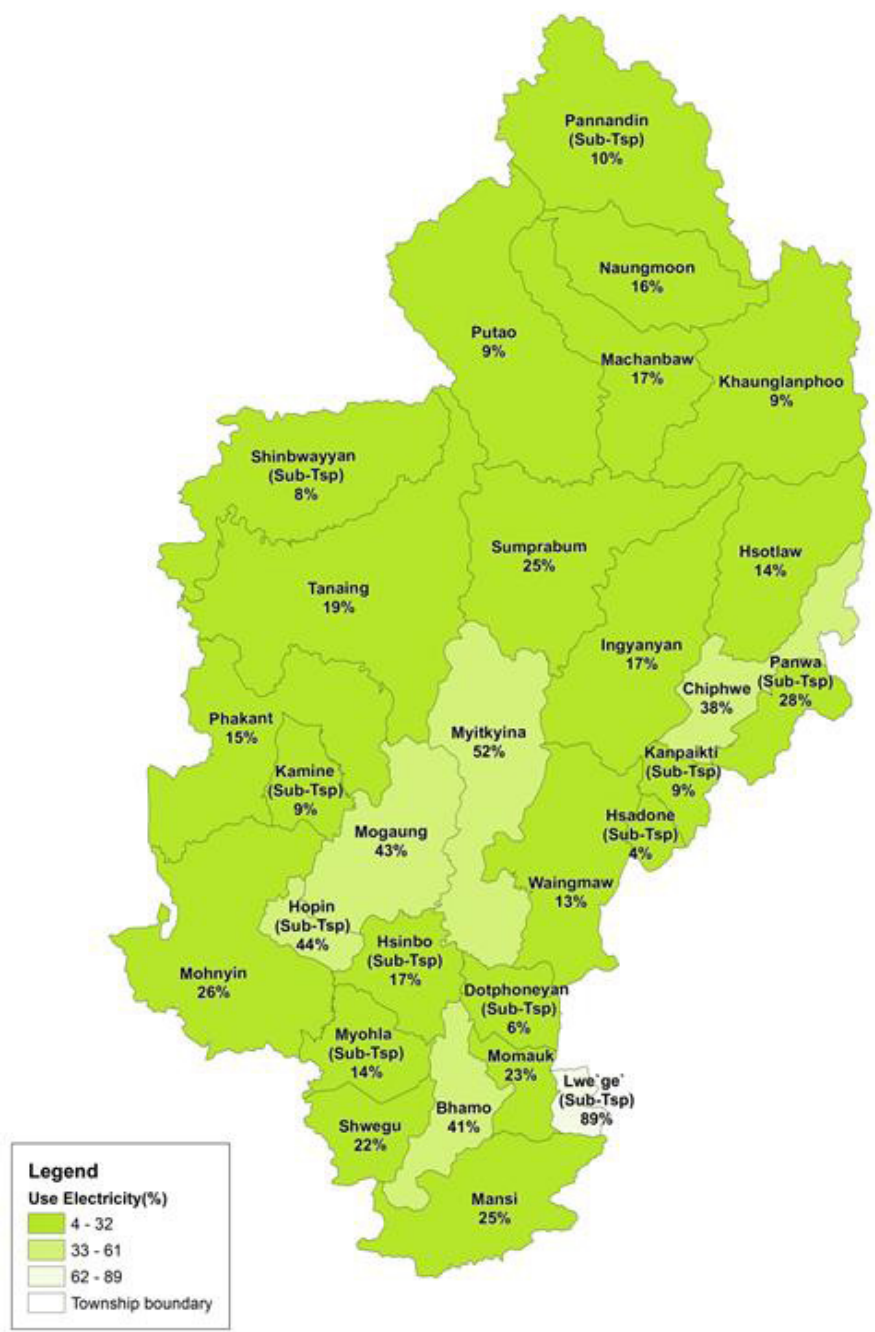 Pannandin
(Sub-Tsp)
10%
Naungmoon
16%
Putao
9%
Machanbaw
17%
Khaunglanphoo
9%
Shinbwayyan
(Sub-Tsp)
8%
Sumprabum
25%
Hsotlaw
14%
Tanaing
19%
Ingyanyan
17%
Panwa
(Sub-Tsp)
28%
Chiphwe
38%
Phakant
15%
Myitkyina
52%
Kanpaikti
(Sub-Tsp)
9%
Kamine
(Sub-Tsp)
9%
Hsadone
(Sub-Tsp)
4%
Mogaung
43%
Waingmaw
13%
Hopin
(Sub-Tsp)
44%
Hsinbo
(Sub-Tsp)
17%
Mohnyin
26%
Dotphoneyan
(Sub-Tsp)
6%
Myohla
(Sub-Tsp)
14%
Momauk
23%
Lwe`ge`
(Sub-Tsp)
89%
Bhamo
41%
Shwegu
22%
Mansi
25%
Legend
Use Electricity(%)
4 - 32
33 - 61
62 - 89
Township boundary